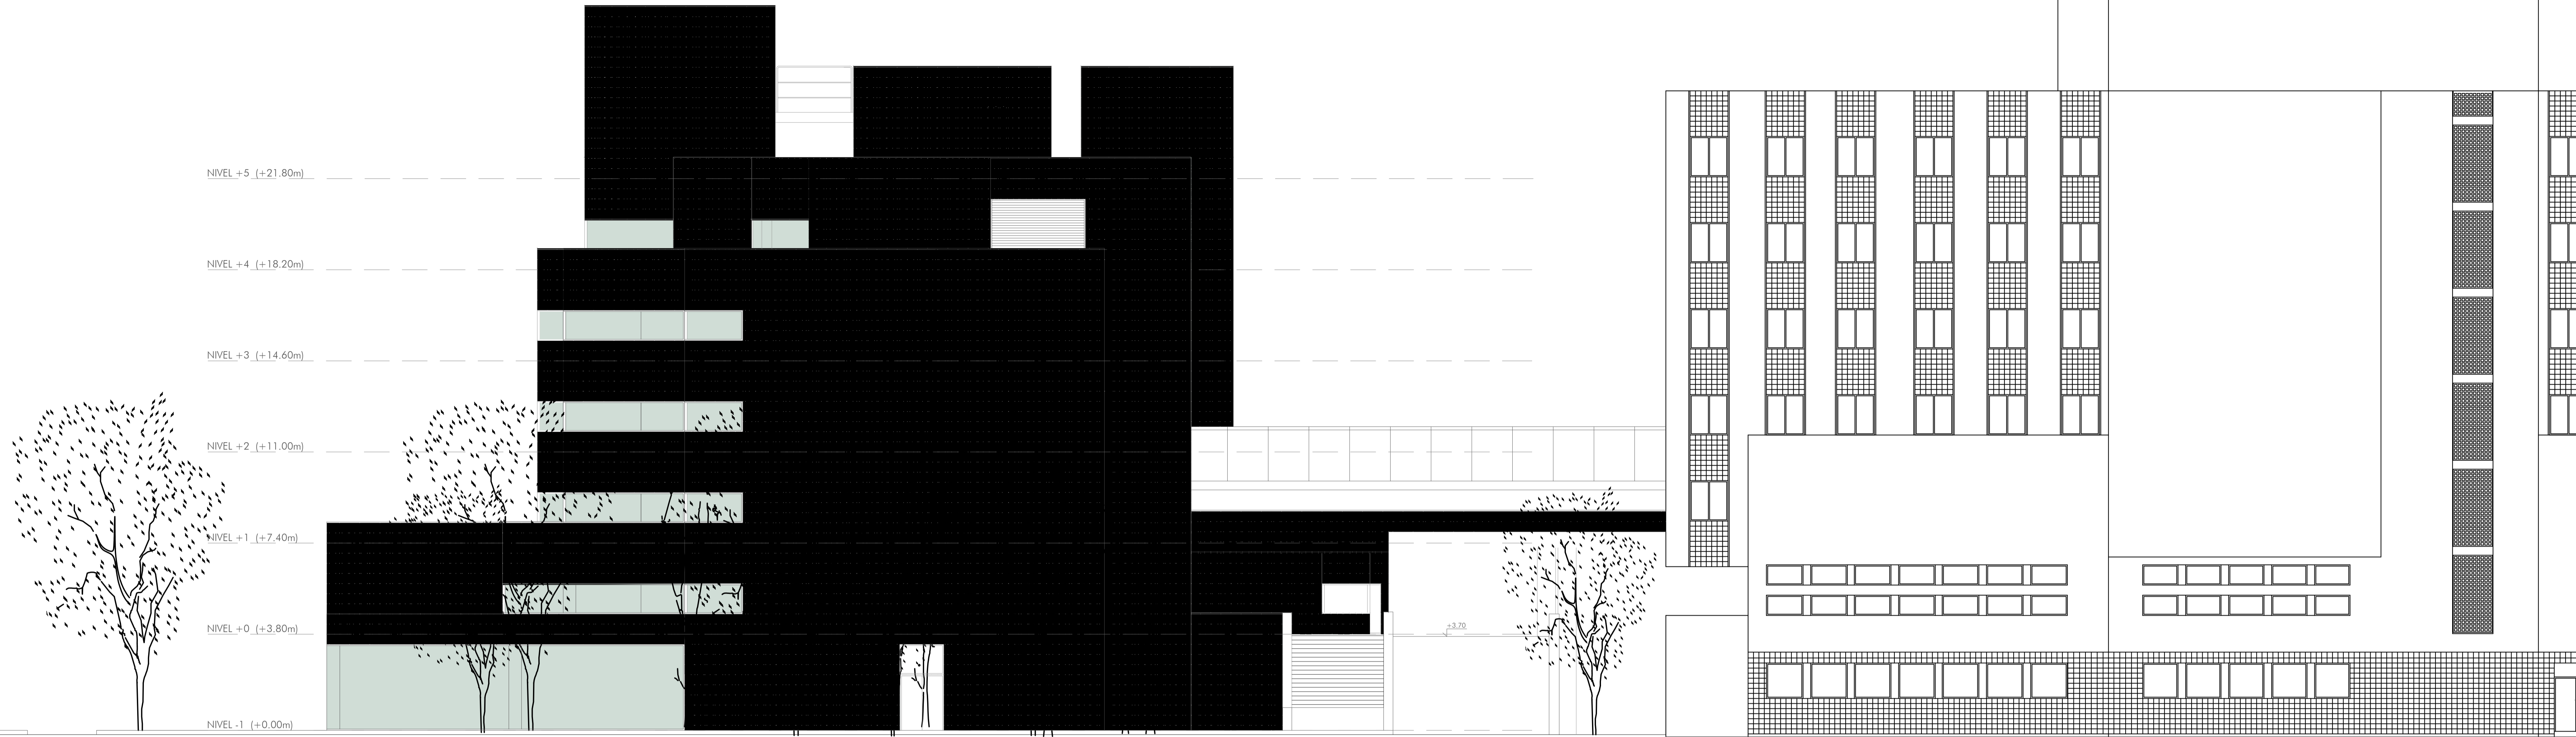 NIVEL +5 (+21.80m)
NIVEL +4 (+18.20m)
NIVEL +3 (+14.60m)
NIVEL +2 (+11.00m)
NIVEL +1 (+7.40m)
+3.70
NIVEL +0 (+3.80m)
NIVEL -1 (+0.00m)